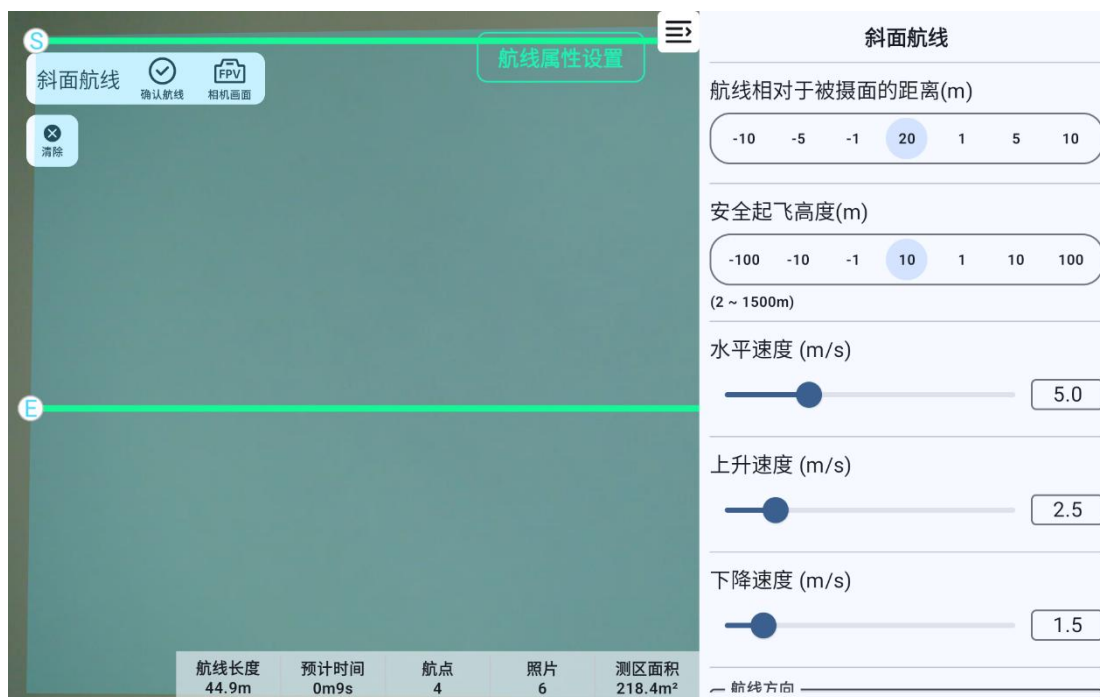 S
航线属性设置
斜面航线
确认航线
FPV
相机画面
清除
E
航线长度 预计时间 航点 照片 测区面积
44.9m 0m9s 4 6 218.4m²
斜面航线
航线相对于被摄面的距离(m)
-10 -5 -1 20 1 5 10
安全起飞高度(m)
-100 -10 -1 10 1 10 100
(2 ~ 1500m)
水平速度 (m/s)
5.0
上升速度 (m/s)
2.5
下降速度 (m/s)
1.5
航线方向